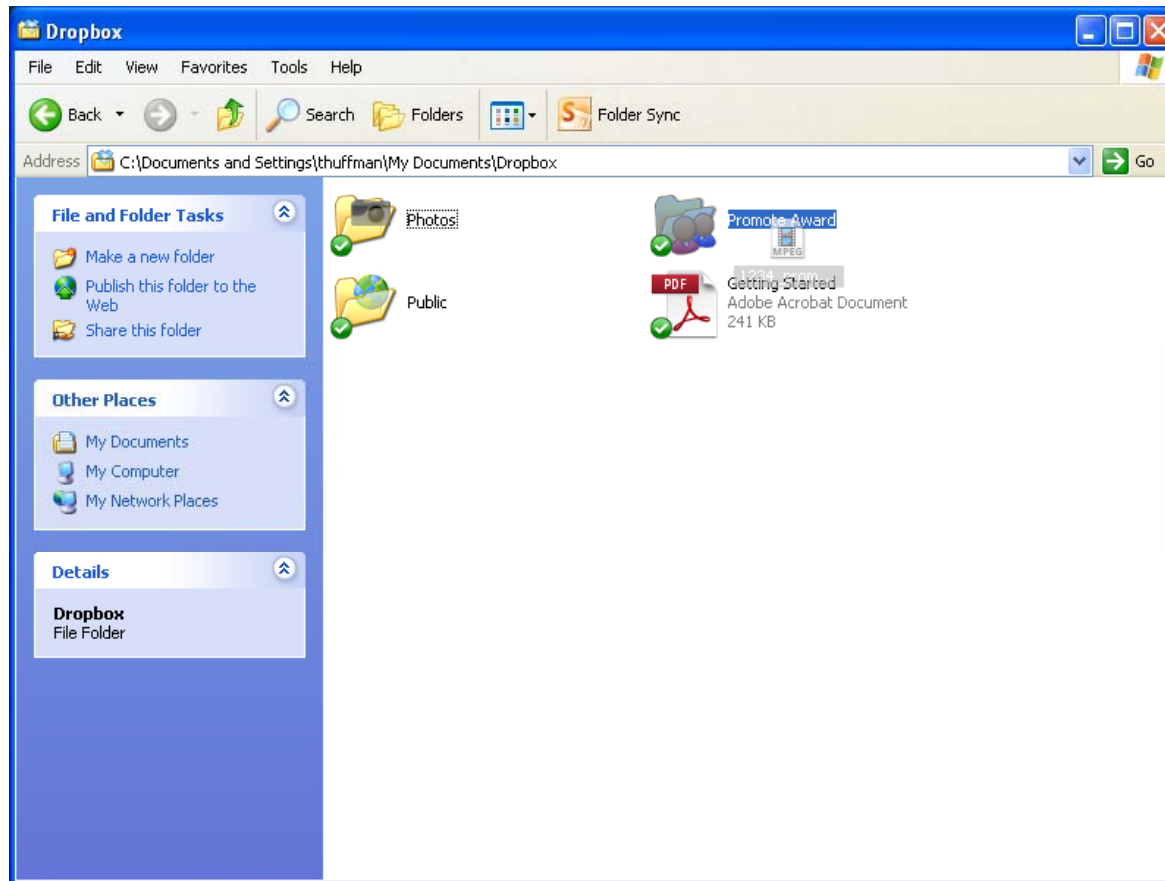 Dropbox
File Edit View Favorites Tools Help
Back Search Folders Folder Sync
Address C:\Documents and Settings\thuffman\My Documents\Dropbox Go
File and Folder Tasks
Make a new folder
Publish this folder to the
Web
Share this folder
Other Places
My Documents
My Computer
My Network Places
Details
Dropbox
File Folder
Photos
Promote Award
MPEG
1234_prom...
Public
PDF
Getting Started
Adobe Acrobat Document
241 KB